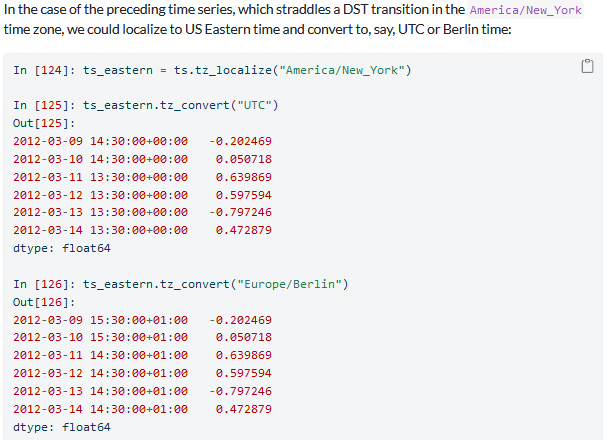 In the case of the preceding time series, which straddles a DST transition in the America/New_York
time zone, we could localize to US Eastern time and convert to, say, UTC or Berlin time:
In [124]: ts_eastern = ts.tz_localize("America/New_York")
In [125]: ts_eastern.tz_convert("UTC")
Out[125]:
2012-03-09 14:30:00+00:00   -0.202469
2012-03-10 14:30:00+00:00    0.050718
2012-03-11 13:30:00+00:00    0.639869
2012-03-12 13:30:00+00:00    0.597594
2012-03-13 13:30:00+00:00   -0.797246
2012-03-14 13:30:00+00:00    0.472879
dtype: float64
In [126]: ts_eastern.tz_convert("Europe/Berlin")
Out[126]:
2012-03-09 15:30:00+01:00   -0.202469
2012-03-10 15:30:00+01:00    0.050718
2012-03-11 14:30:00+01:00    0.639869
2012-03-12 14:30:00+01:00    0.597594
2012-03-13 14:30:00+01:00   -0.797246
2012-03-14 14:30:00+01:00    0.472879
dtype: float64